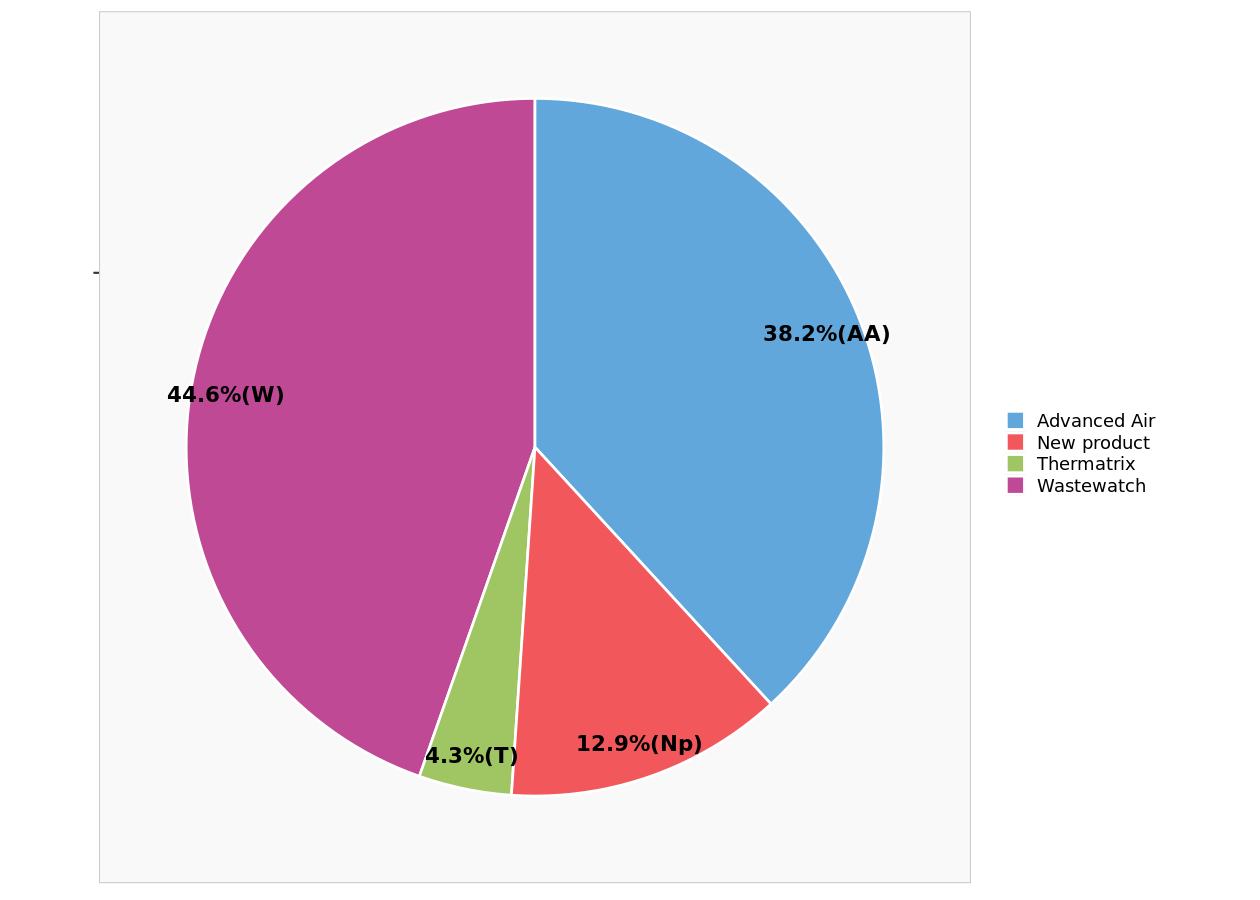 38.2%(AA)
44.6%(W)
12.9%(Np)
4.3%(T)
Advanced Air
New product
Thermatrix
Wastewatch